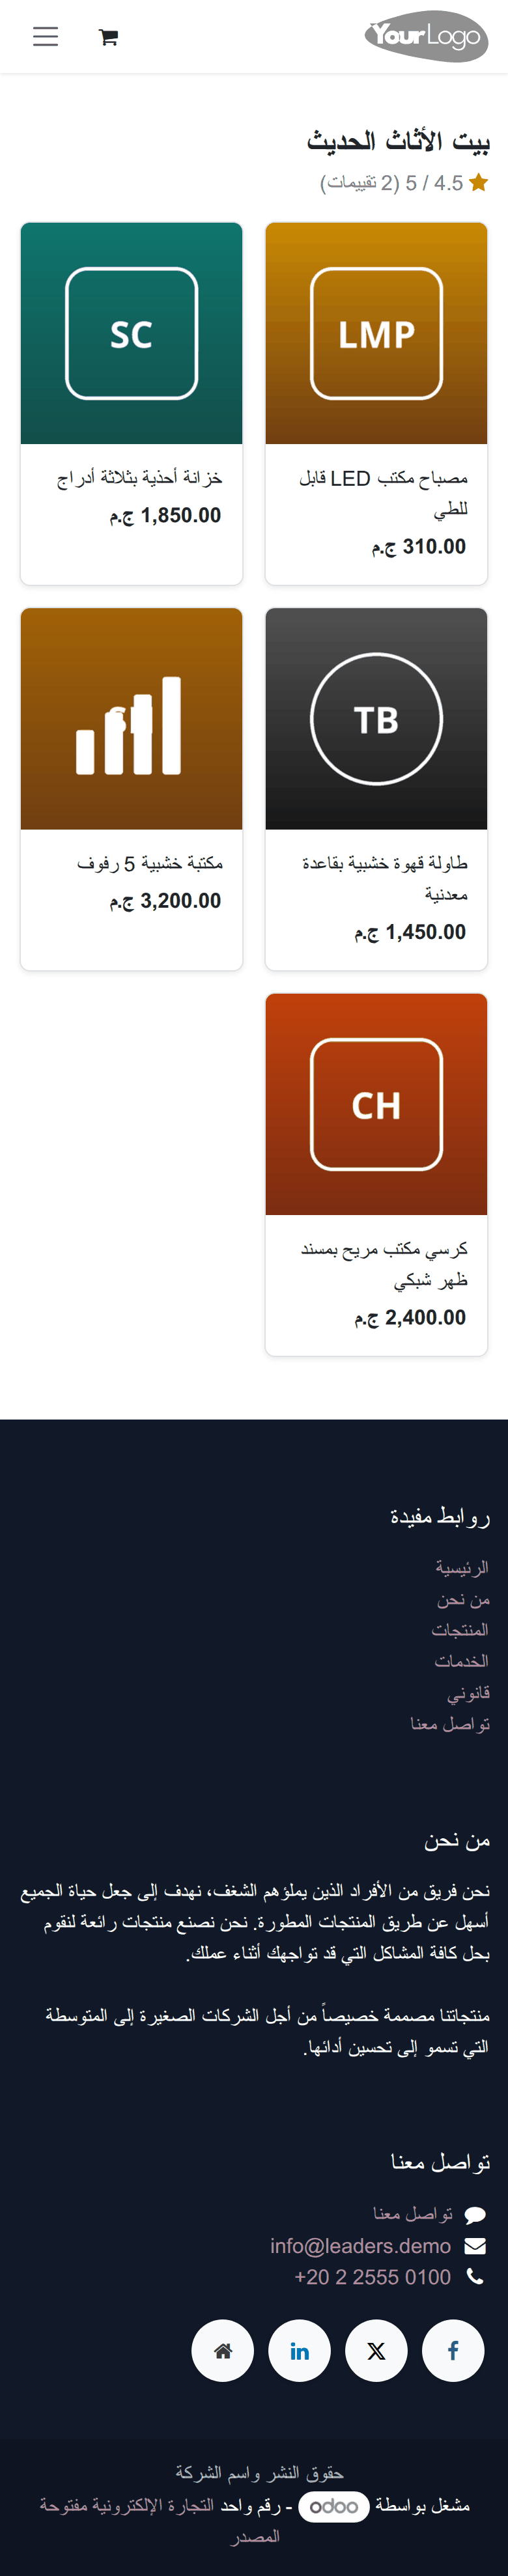 YourLogo
بيت الأثاث الحديث
4.5 / 5 (2 تقييمات)
LMP
مصباح مكتب LED قابل
للطي
310.00 ج.م
SC
خزانة أحذية بثلاثة أدراج
1,850.00 ج.م
TB
طاولة قهوة خشبية بقاعدة
معدنية
1,450.00 ج.م
مكتبة خشبية 5 رفوف
3,200.00 ج.م
CH
كرسي مكتب مريح بمسند
ظهر شبكي
2,400.00 ج.م
روابط مفيدة
الرئيسية
من نحن
المنتجات
الخدمات
قانوني
تواصل معنا
من نحن
نحن فريق من الأفراد الذين يملؤهم الشغف، نهدف إلى جعل حياة الجميع
أسهل عن طريق المنتجات المطورة. نحن نصنع منتجات رائعة لنقوم
بحل كافة المشاكل التي قد تواجهك أثناء عملك.
منتجاتنا مصممة خصيصاً من أجل الشركات الصغيرة إلى المتوسطة
التي تسمو إلى تحسين أدائها.
تواصل معنا
تواصل معنا
info@leaders.demo
+20 2 2555 0100
حقوق النشر واسم الشركة
مشغل بواسطة odoo - رقم واحد التجارة الإلكترونية مفتوحة
المصدر